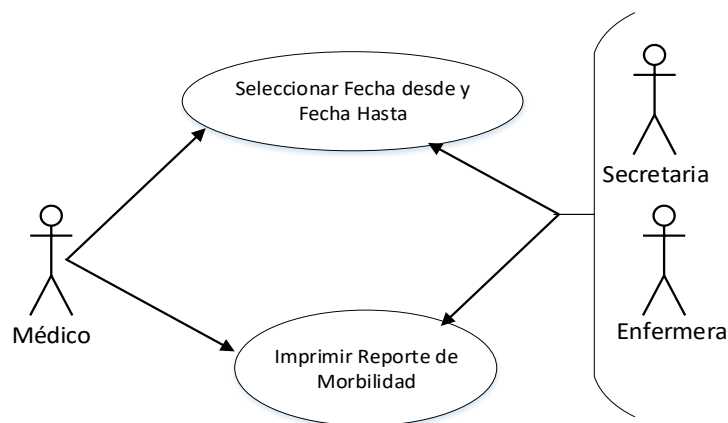 Seleccionar Fecha desde y
Fecha Hasta
Secretaria
Médico
Enfermera
Imprimir Reporte de
Morbilidad